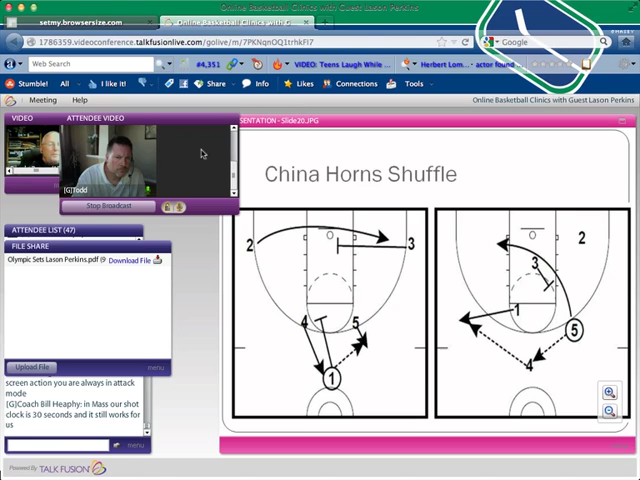 Online Basketball Clinics with Guest Lason Perkins
setmy.browsersize.com
Online Basketball Clinics with G
1786359.videoconference.talkfusionlive.com/golive/m/7PKNqnOQ1trhkFl7
Google
Web Search
#4,351
VIDEO: Teens Laugh While ...
Herbert Lom... actor found
Stumble!
All
I like it!
Share
Info
Likes
Connections
Favorites
Meeting
Help
Online Basketball Clinics with Guest Lason Perkins
VIDEO
ATTENDEE VIDEO
SENTATION - Slide20.JPG
[G]Todd
Stop Broadcast
ATTENDEE LIST (47)
FILE SHARE
Olympic Sets Lason Perkins.pdf (9
Download File
Upload File
menu
screen action you are always in attack
mode
[G]Coach Bill Heaphy: in Mass our shot
clock is 30 seconds and it still works for
us
menu
Powered By TALK FUSION
China Horns Shuffle
2
3
4
5
1
2
3
1
5
4